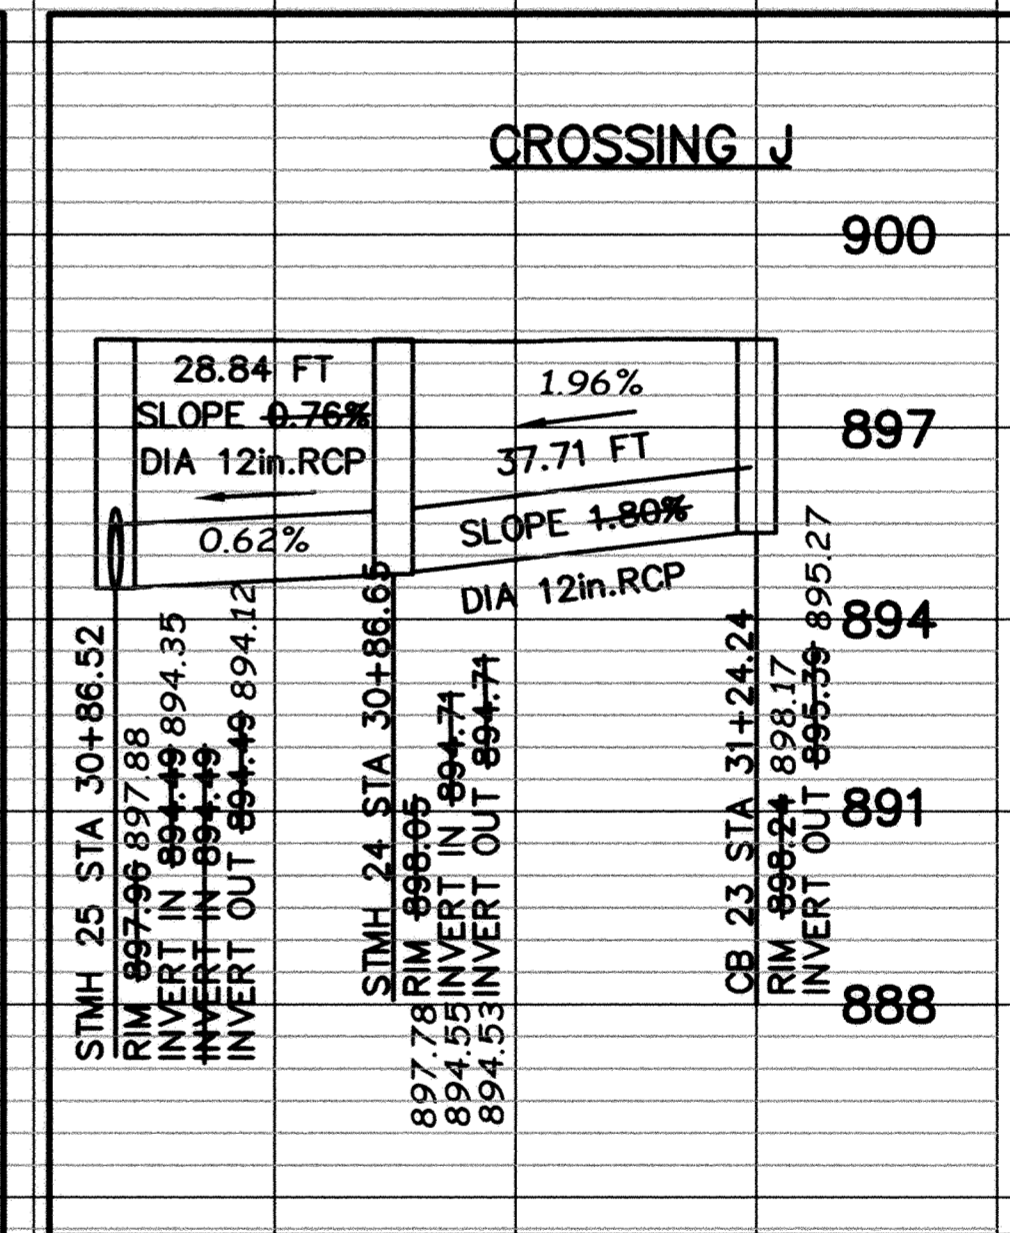 CROSSING J
900
897
894
891
888
28.84 FT
SLOPE 0.76%
DIA 12in.RCP
0.62%
1.96%
37.71 FT
SLOPE 1.80%
DIA 12in.RCP
STMH 25 STA 30+86.52
RIM 897.96 897.88
INVERT IN 894.49 894.35
INVERT IN 894.49
INVERT OUT 894.49 894.12
STMH 24 STA 30+86.65
897.78 RIM 898.05
894.55 INVERT IN 894.71
894.53 INVERT OUT 894.71
CB 23 STA 31+24.24
RIM 898.24 898.17
INVERT OUT 895.39 895.27